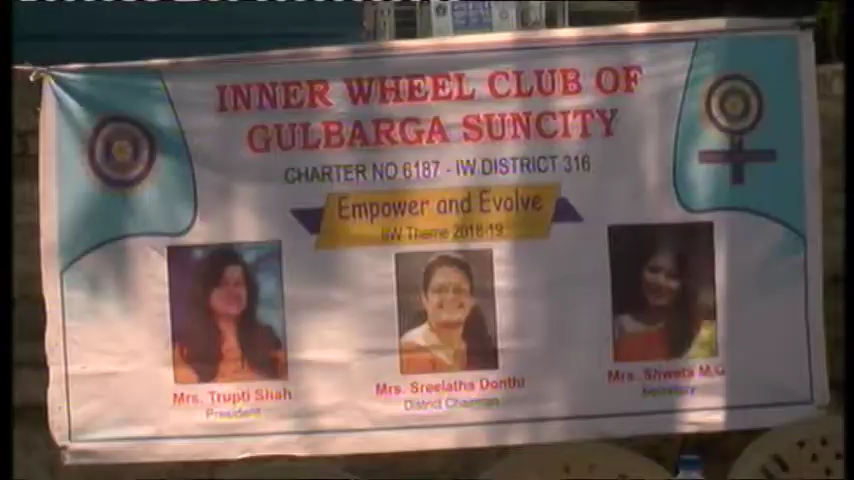 INNER WHEEL CLUB OF
GULBARGA SUNCITY
CHARTER NO 6187 - IW DISTRICT 316
Empower and Evolve
IIW Theme 2018-19
Mrs. Trupti Shah
President
Mrs. Sreelatha Donthi
District Chairman
Mrs. Shweta M.G
Secretary